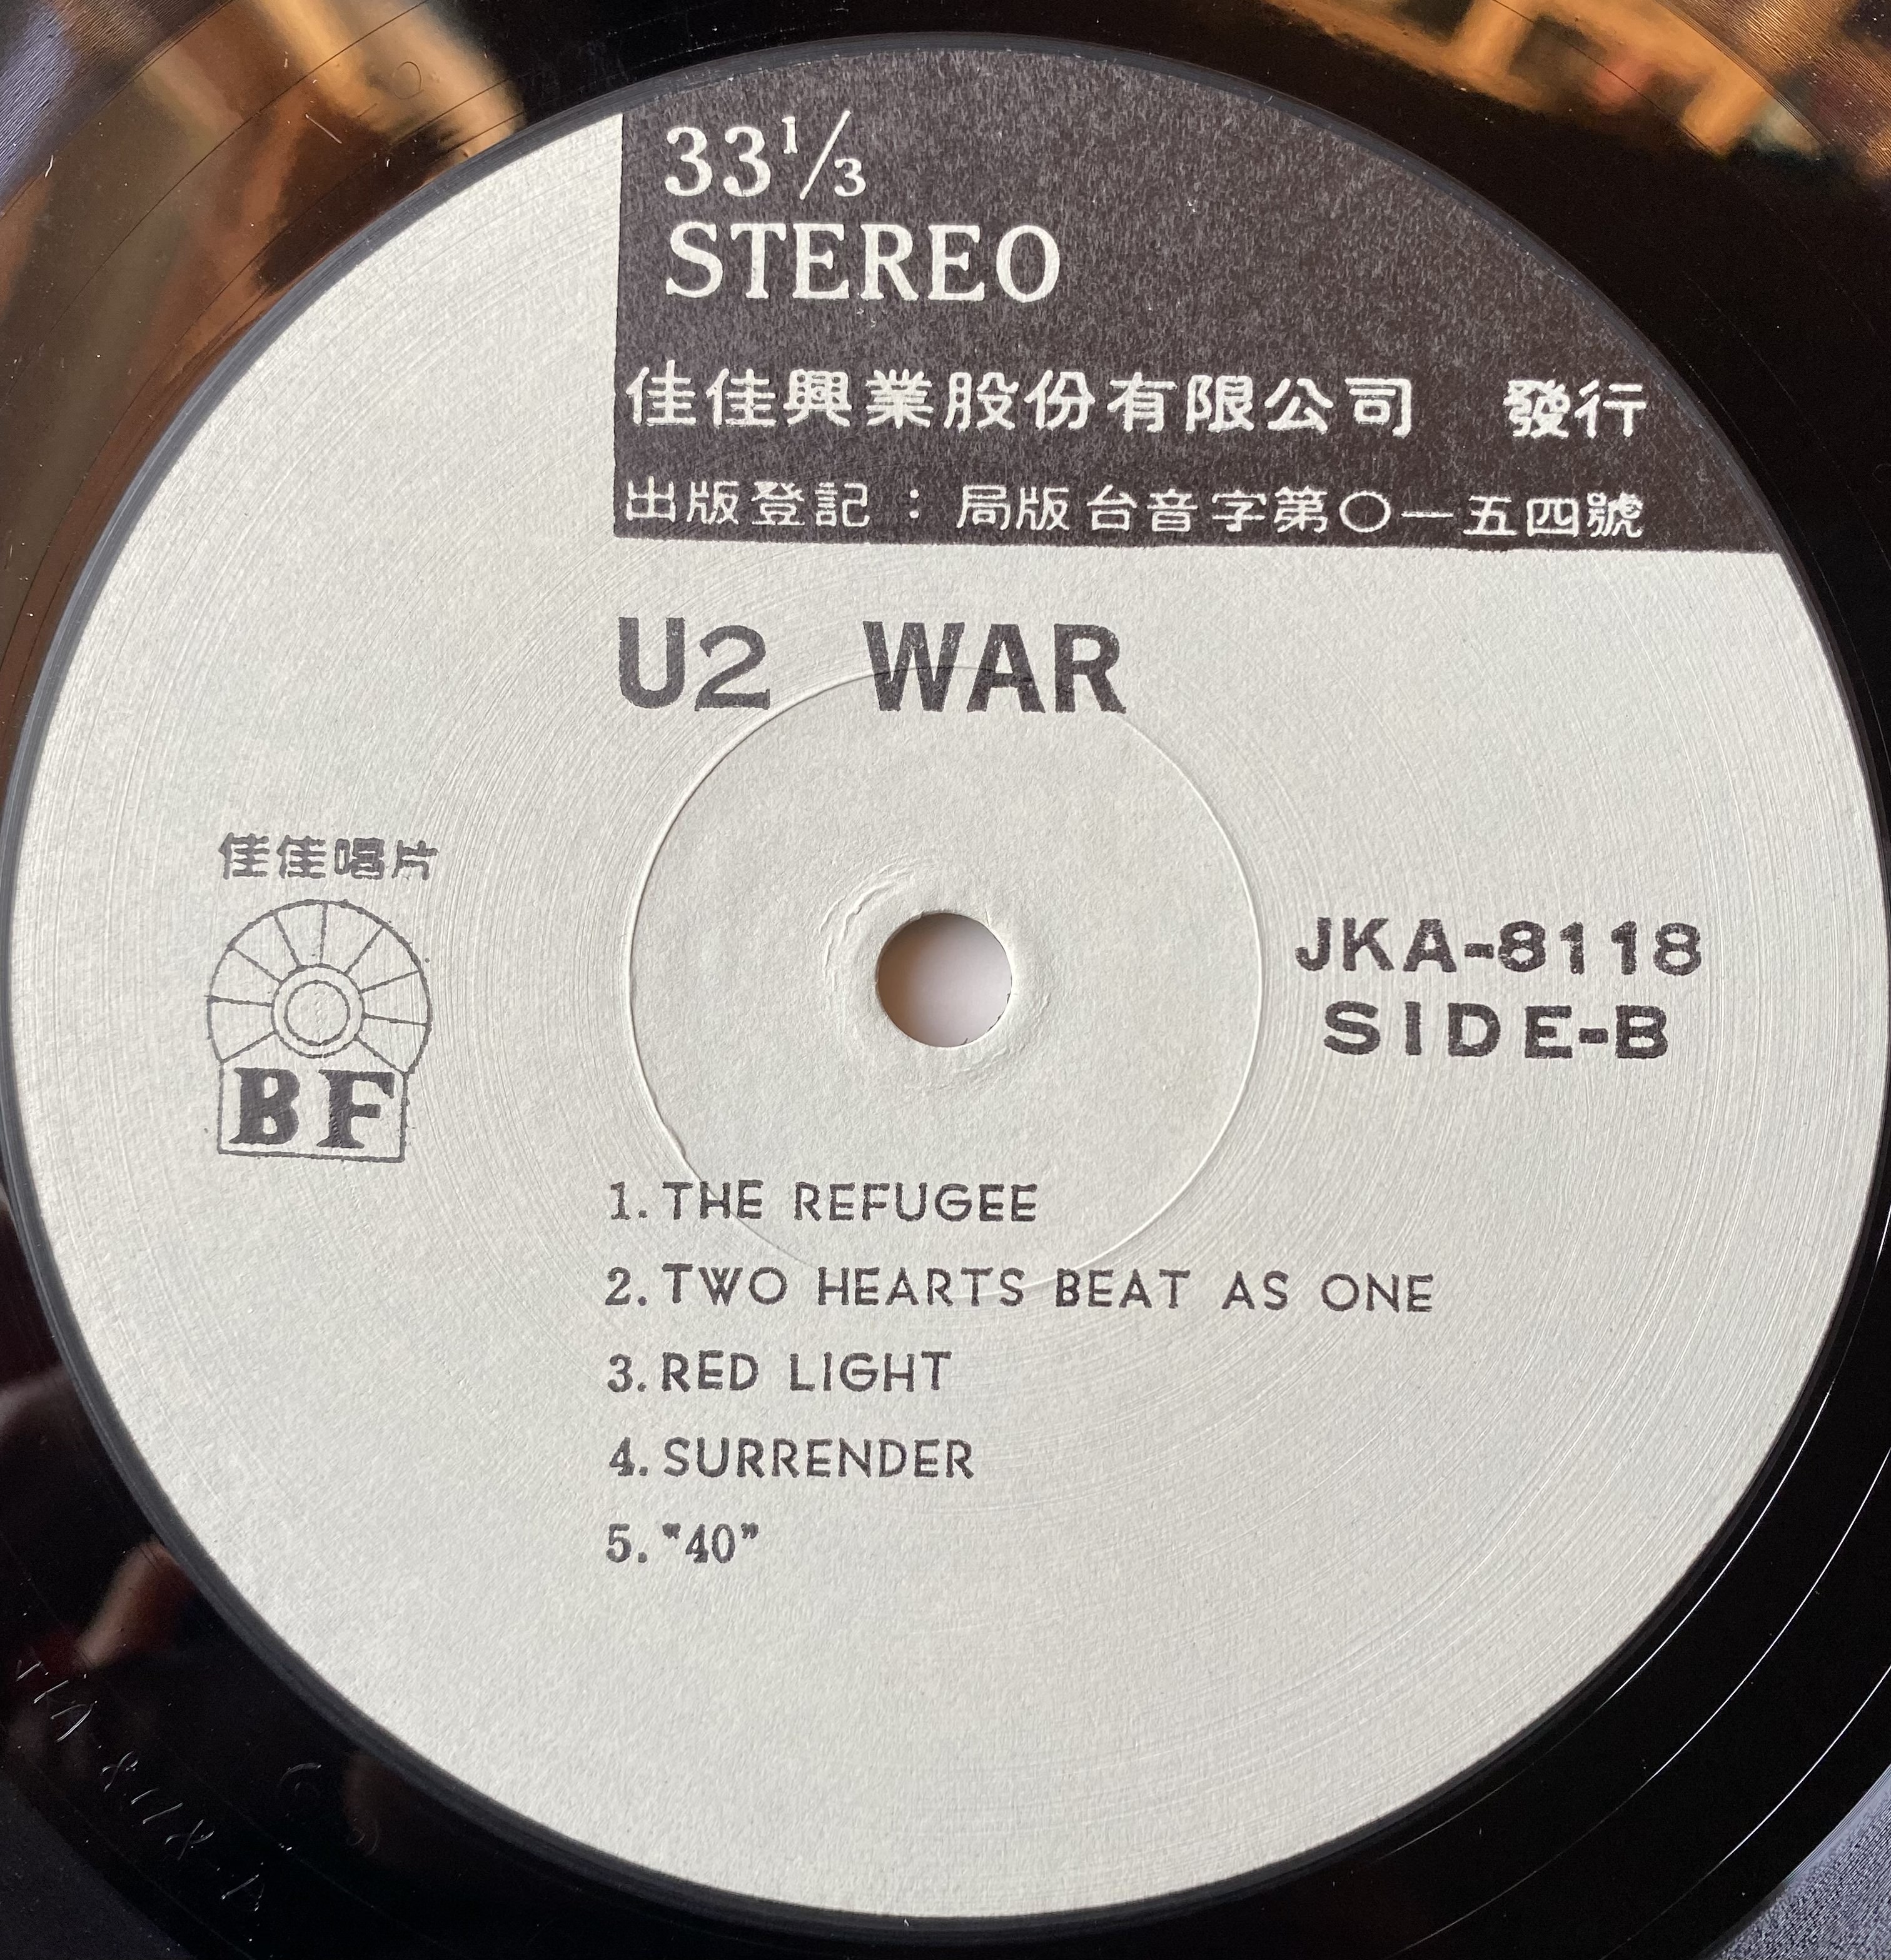 33⅓
STEREO
佳佳興業股份有限公司 發行
出版登記：局版台音字第〇一五四號
U2 WAR
佳佳唱片
BF
JKA-8118
SIDE-B
1. THE REFUGEE
2. TWO HEARTS BEAT AS ONE
3. RED LIGHT
4. SURRENDER
5. "40"